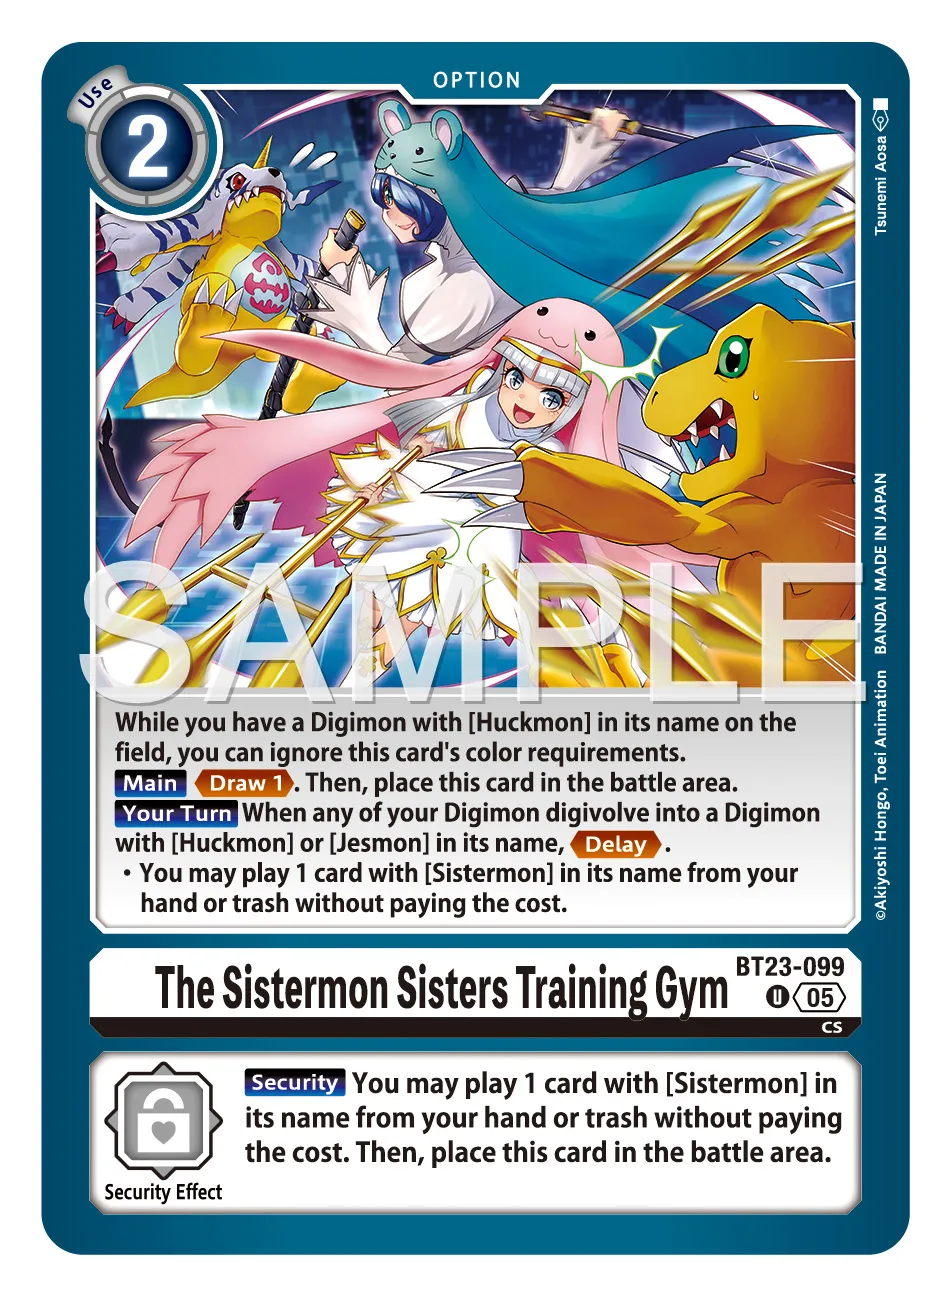 OPTION
Use
2
Tsunemi Aosa
SAMPLE
While you have a Digimon with [Huckmon] in its name on the
field, you can ignore this card's color requirements.
Main Draw 1. Then, place this card in the battle area.
Your Turn When any of your Digimon digivolve into a Digimon
with [Huckmon] or [Jesmon] in its name, Delay.
・You may play 1 card with [Sistermon] in its name from your
hand or trash without paying the cost.
©Akiyoshi Hongo, Toei Animation BANDAI MADE IN JAPAN
The Sistermon Sisters Training Gym
BT23-099
U 05
CS
Security You may play 1 card with [Sistermon] in
its name from your hand or trash without paying
the cost. Then, place this card in the battle area.
Security Effect